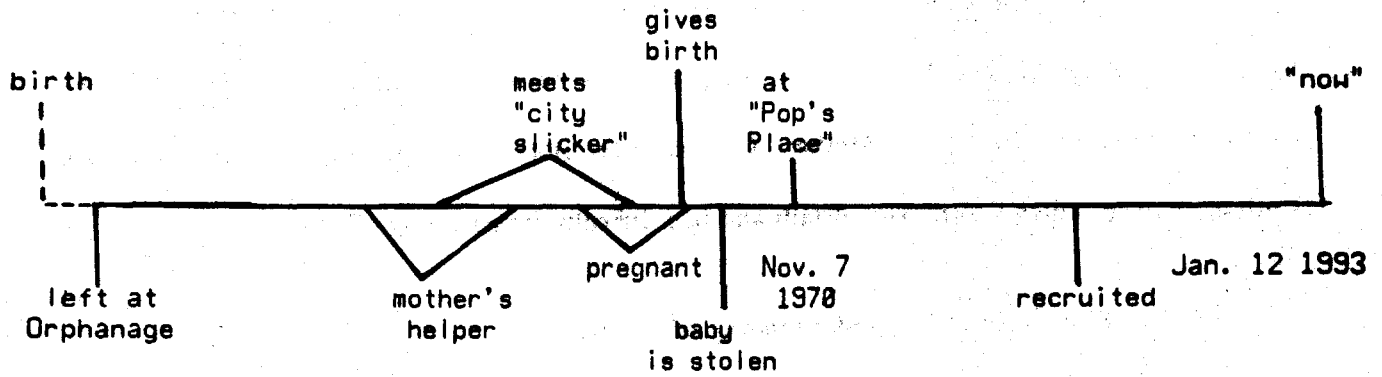 birth
left at
Orphanage
mother's
helper
meets
"city
slicker"
pregnant
gives
birth
baby
is stolen
at
"Pop's
Place"
Nov. 7
1970
recruited
"now"
Jan. 12 1993